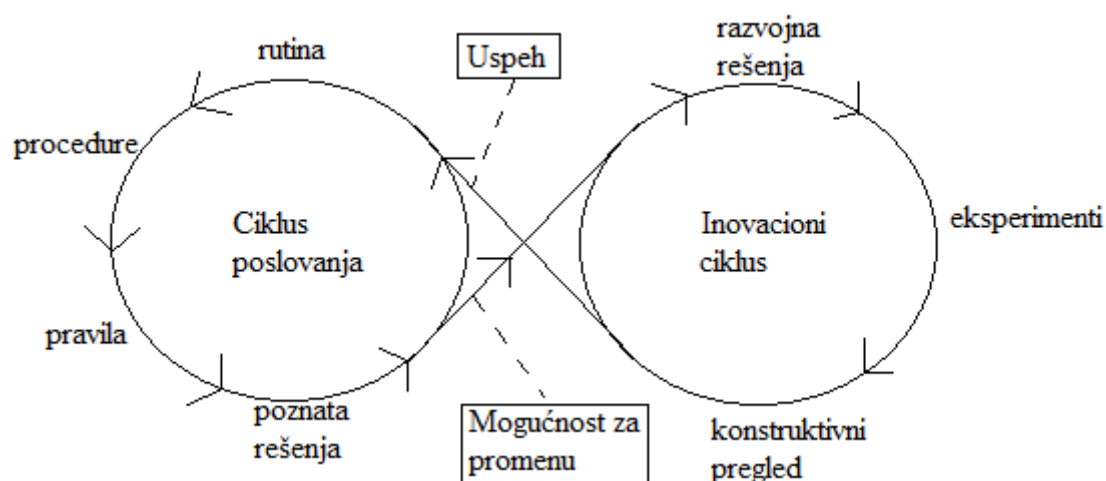 rutina
Uspeh
razvojna
rešenja
procedure
Ciklus
poslovanja
Inovacioni
ciklus
eksperimenti
pravila
poznata
rešenja
Mogućnost za
promenu
konstruktivni
pregled